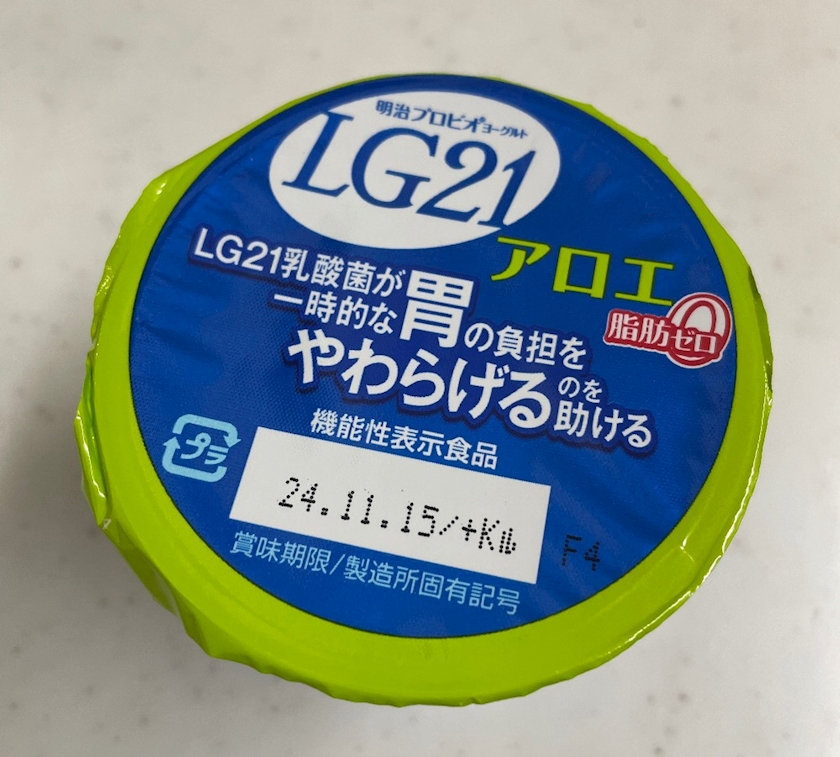 明治プロビオヨーグルト
LG21
アロエ
脂肪ゼロ
LG21乳酸菌が
一時的な胃の負担を
やわらげるのを助ける
機能性表示食品
プラ
24.11.15/+Kル
F4
賞味期限/製造所固有記号